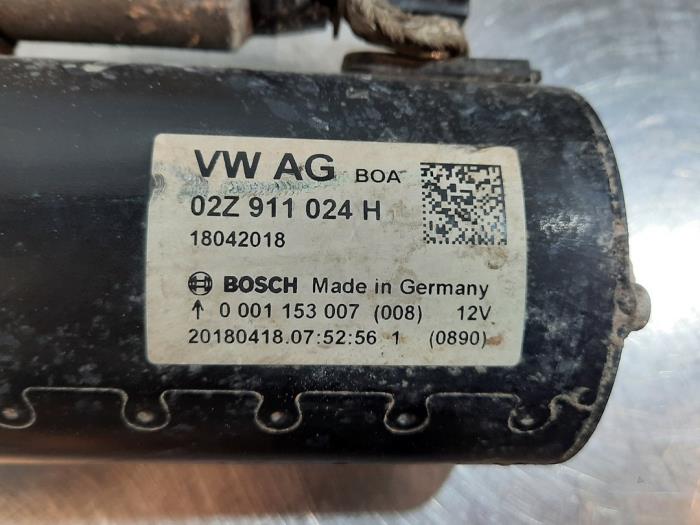 VW AG BOA
02Z 911 024 H
18042018
BOSCH Made in Germany
↑ 0 001 153 007 (008) 12V
20180418.07:52:56 1 (0890)